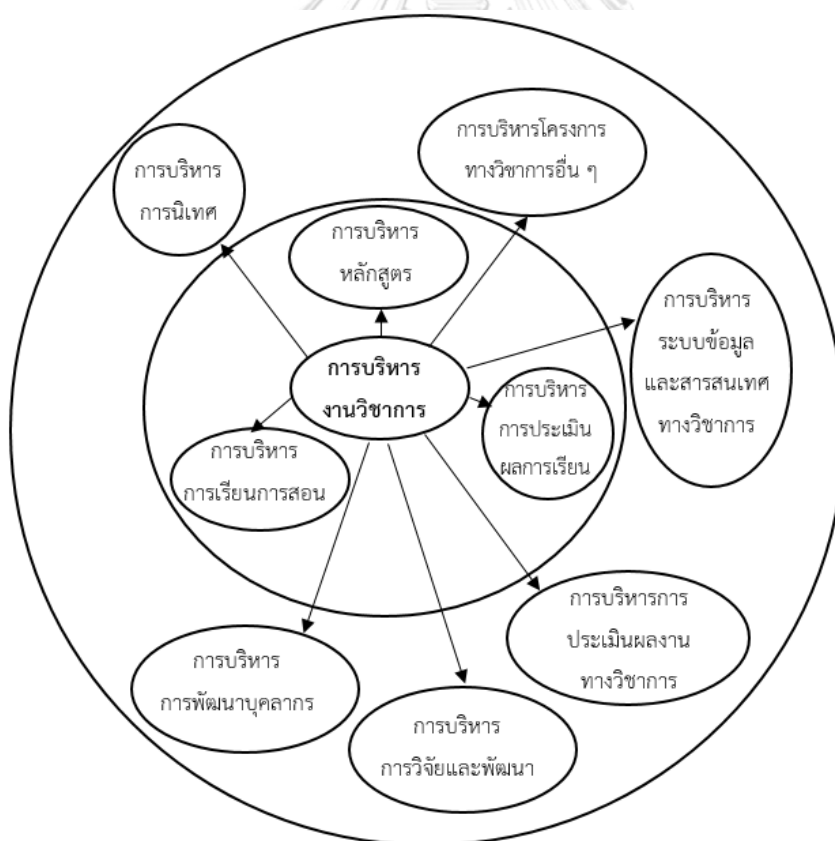 การบริหารโครงการ
ทางวิชาการอื่น ๆ
การบริหาร
การนิเทศ
การบริหาร
หลักสูตร
การบริหาร
ระบบข้อมูล
และสารสนเทศ
ทางวิชาการ
การบริหาร
งานวิชาการ
การบริหาร
การประเมิน
ผลการเรียน
การบริหาร
การเรียนการสอน
การบริหารการ
ประเมินผลงาน
ทางวิชาการ
การบริหาร
การพัฒนาบุคลากร
การบริหาร
การวิจัยและพัฒนา